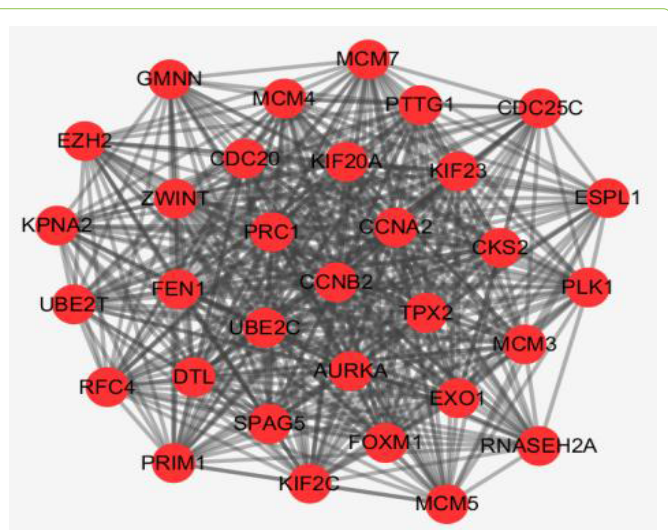 MCM7
GMNN
MCM4
PTTG1
CDC25C
EZH2
CDC20
KIF20A
KIF23
ZWINT
ESPL1
KPNA2
PRC1
CCNA2
CKS2
UBE2T
FEN1
CCNB2
PLK1
UBE2C
TPX2
MCM3
RFC4
DTL
AURKA
EXO1
SPAG5
FOXM1
RNASEH2A
PRIM1
KIF2C
MCM5